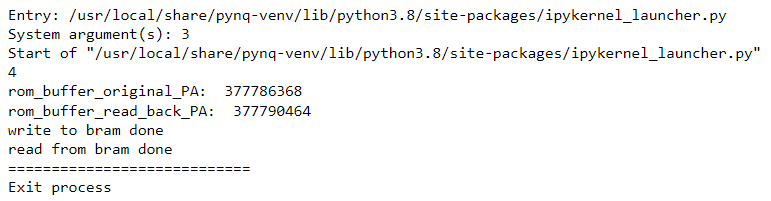 Entry: /usr/local/share/pynq-venv/lib/python3.8/site-packages/ipykernel_launcher.py
System argument(s): 3
Start of "/usr/local/share/pynq-venv/lib/python3.8/site-packages/ipykernel_launcher.py"
4
rom_buffer_original_PA:  377786368
rom_buffer_read_back_PA:  377790464
write to bram done
read from bram done
============================
Exit process